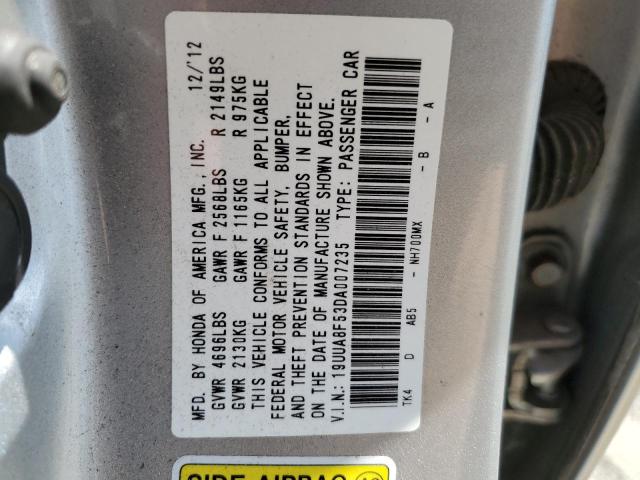 MFD. BY HONDA OF AMERICA MFG., INC. 12/'12
GVWR 4696LBS GAWR F 2568LBS R 2149LBS
GVWR 2130KG GAWR F 1165KG R 975KG
THIS VEHICLE CONFORMS TO ALL APPLICABLE
FEDERAL MOTOR VEHICLE SAFETY, BUMPER,
AND THEFT PREVENTION STANDARDS IN EFFECT
ON THE DATE OF MANUFACTURE SHOWN ABOVE.
V.I.N.: 19UUA8F53DA007235 TYPE: PASSENGER CAR
TK4 D AB5 - NH700MX - B - A
SIDE AIRBAG